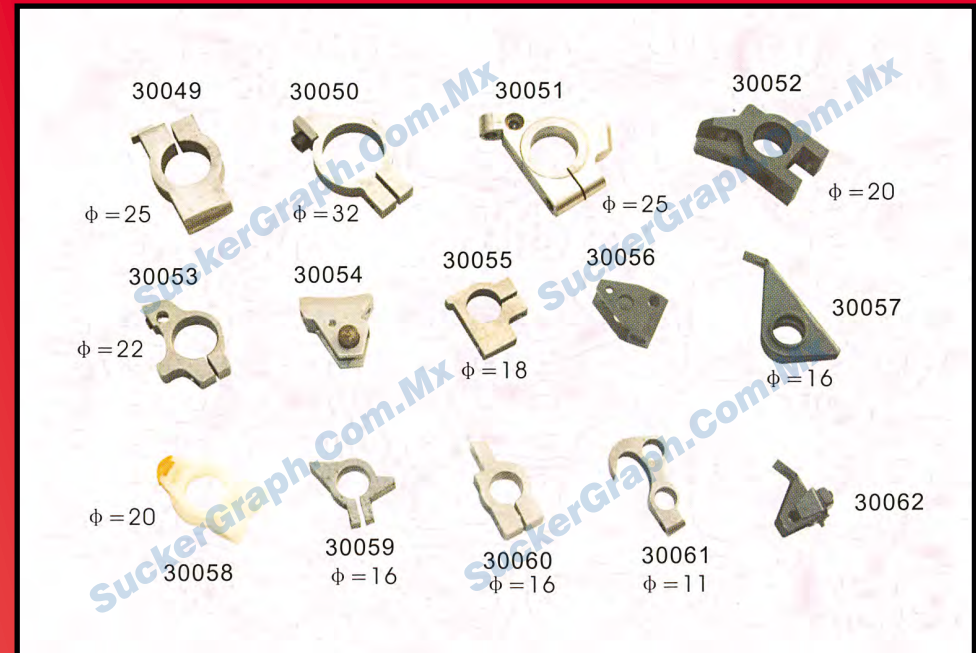 30049
30050
30051
30052
φ=25
φ=32
φ=25
φ=20
30053
30054
30055
30056
30057
φ=22
φ=18
φ=16
φ=20
30058
30059
φ=16
30060
φ=16
30061
φ=11
30062
SuckerGraph.Com.Mx
SuckerGraph.Com.Mx
SuckerGraph.Com.Mx
SuckerGraph.Com.Mx